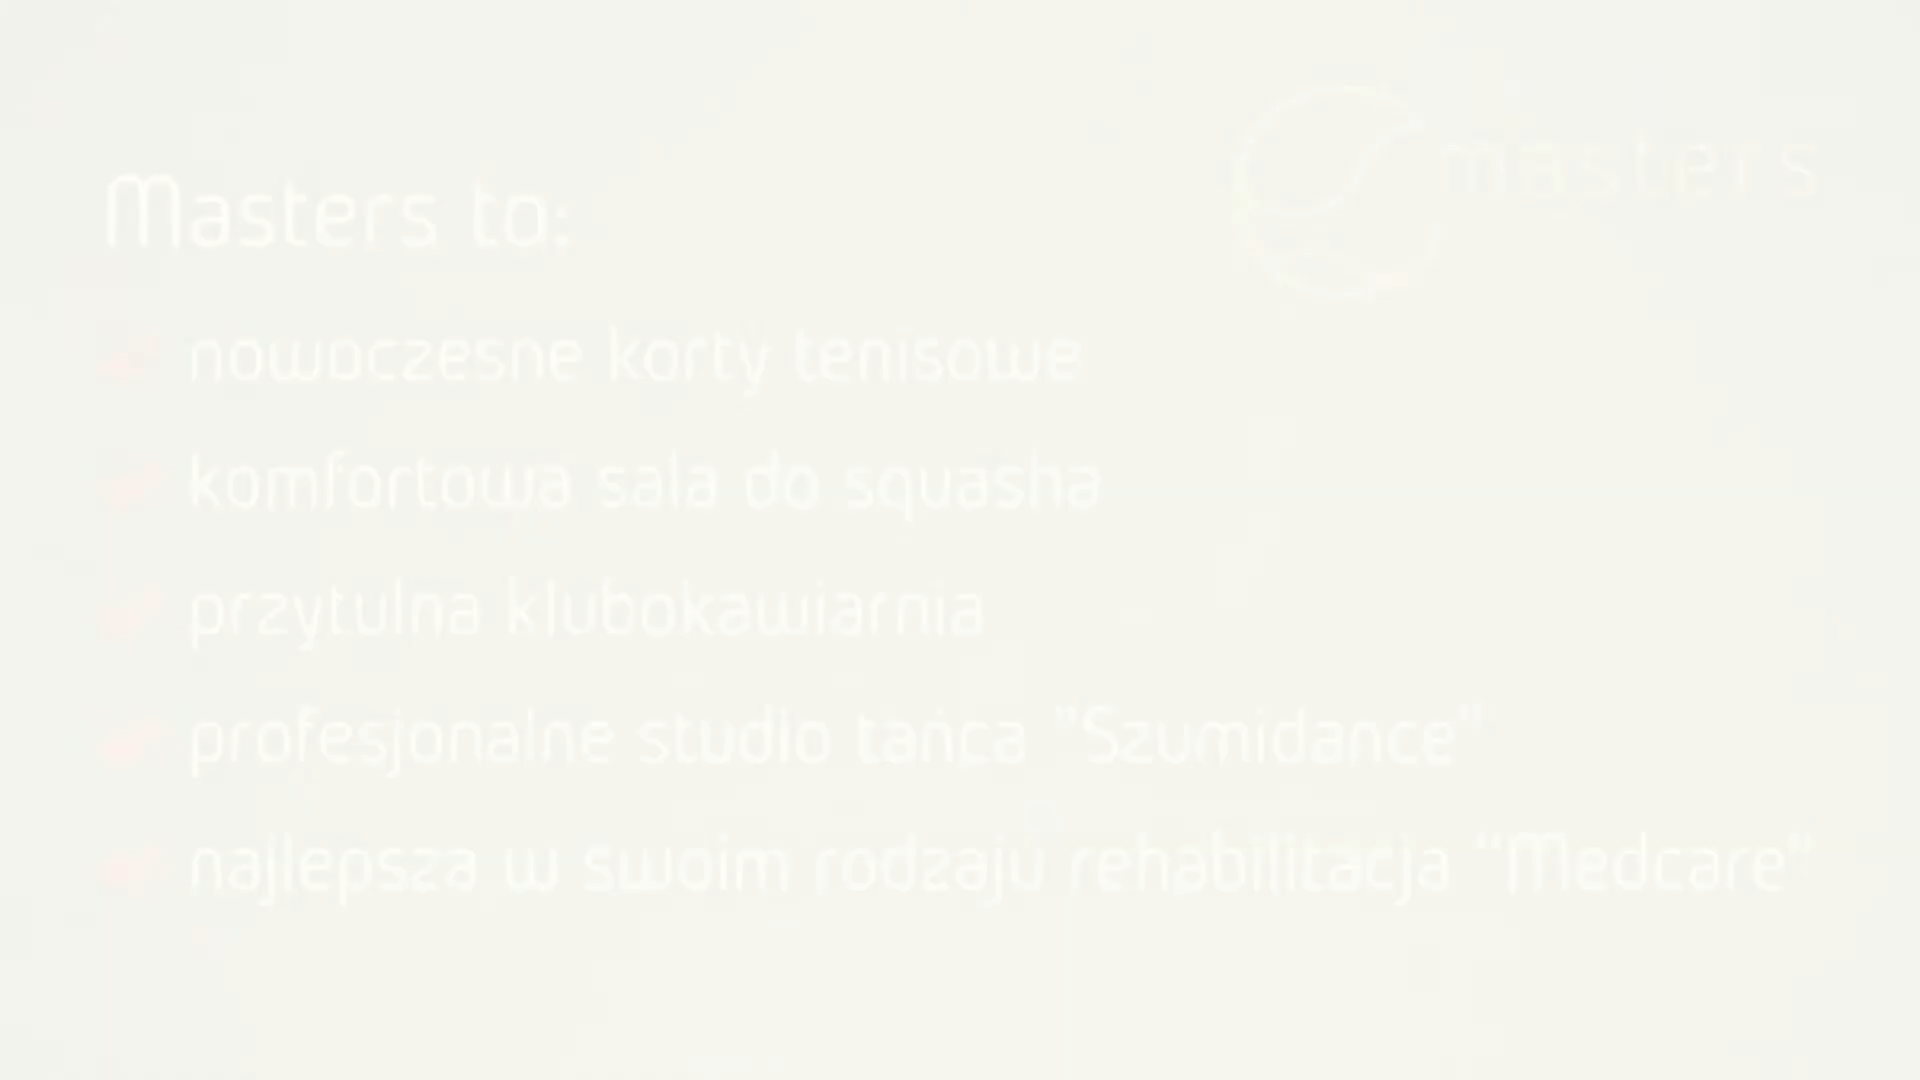 masters
Masters to:
nowoczesne korty tenisowe
komfortowa sala do squasha
przytulna klubokawiarnia
profesjonalne studio tańca "Szumidance"
najlepsza w swoim rodzaju rehabilitacja "Medcare"